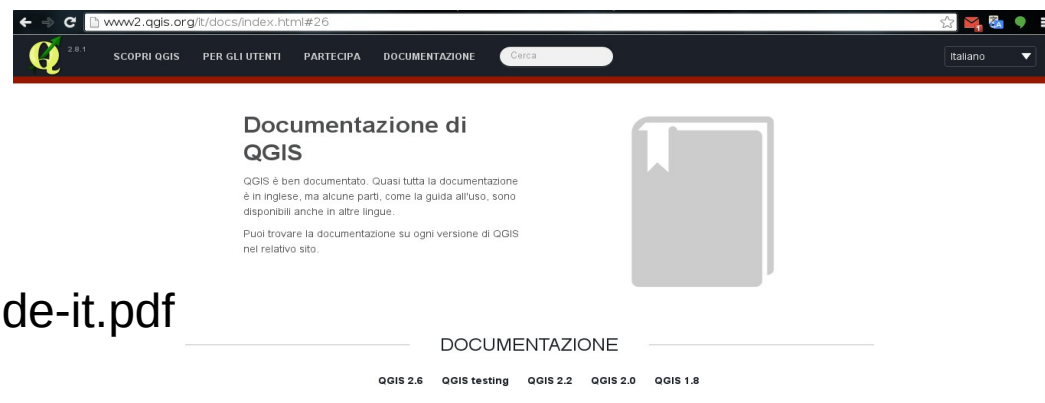 www2.qgis.org/it/docs/index.html#26
2.8.1
SCOPRI QGIS PER GLI UTENTI PARTECIPA DOCUMENTAZIONE Cerca Italiano
Documentazione di
QGIS
QGIS è ben documentato. Quasi tutta la documentazione
è in inglese, ma alcune parti, come la guida all'uso, sono
disponibili anche in altre lingue.
Puoi trovare la documentazione su ogni versione di QGIS
nel relativo sito.
de-it.pdf
DOCUMENTAZIONE
QGIS 2.6 QGIS testing QGIS 2.2 QGIS 2.0 QGIS 1.8